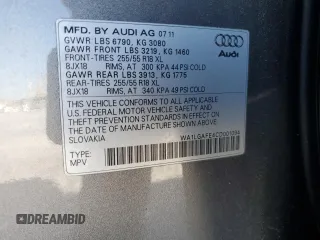 MFD. BY AUDI AG 07 11
GVWR LBS 6790, KG 3080
GAWR FRONT LBS 3219, KG 1460
FRONT-TIRES 255/55 R18 XL
8JX18 RIMS, AT 300 KPA 44 PSI COLD
GAWR REAR LBS 3913, KG 1775
REAR-TIRES 255/55 R18 XL
8JX18 RIMS, AT 340 KPA 49 PSI COLD
Audi
THIS VEHICLE CONFORMS TO ALL APPLICABLE
U.S. FEDERAL MOTOR VEHICLE SAFETY AND
THEFT PREVENTION STANDARDS IN EFFECT ON
THE DATE OF MANUFACTURE SHOWN ABOVE.
SLOVAKIA
TYPE:
MPV
DREAMBID